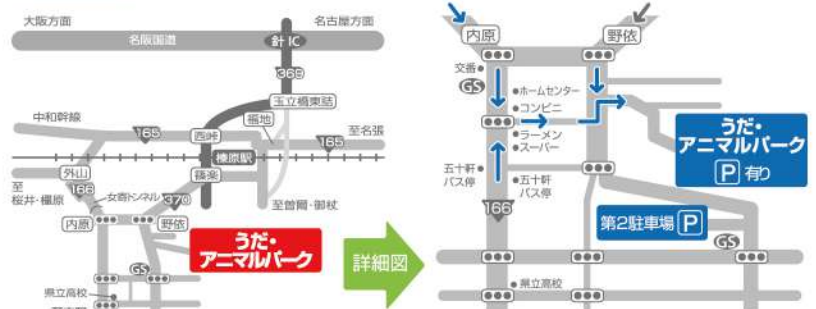 大阪方面
名古屋方面
名阪国道
針IC
369
玉立橋東詰
福地
中和幹線
165
西峠
165
至名張
榛原駅
外山
篠楽
至
桜井・橿原
166
女寄トンネル
370
至曽爾・御杖
内原
野依
うだ・
アニマルパーク
GS
県立高校
詳細図
内原
野依
交番
GS
ホームセンター
コンビニ
ラーメン
スーパー
五十軒
バス停
五十軒
バス停
166
うだ・
アニマルパーク
P 有り
第2駐車場 P
GS
県立高校